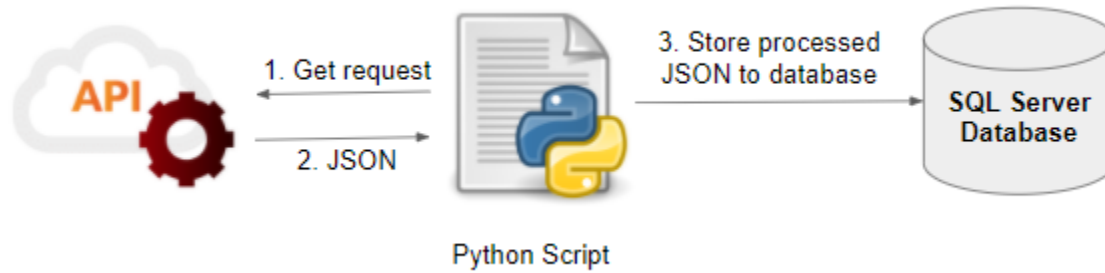 API
1. Get request
2. JSON
3. Store processed
JSON to database
SQL Server
Database
Python Script